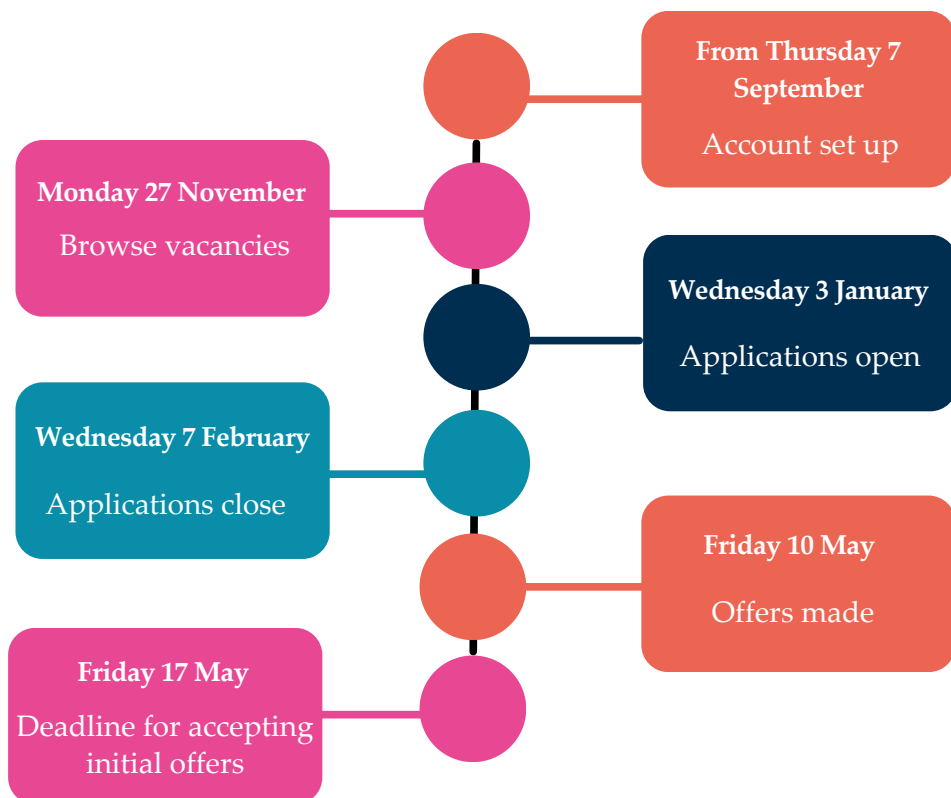 From Thursday 7
September
Account set up
Monday 27 November
Browse vacancies
Wednesday 3 January
Applications open
Wednesday 7 February
Applications close
Friday 10 May
Offers made
Friday 17 May
Deadline for accepting
initial offers